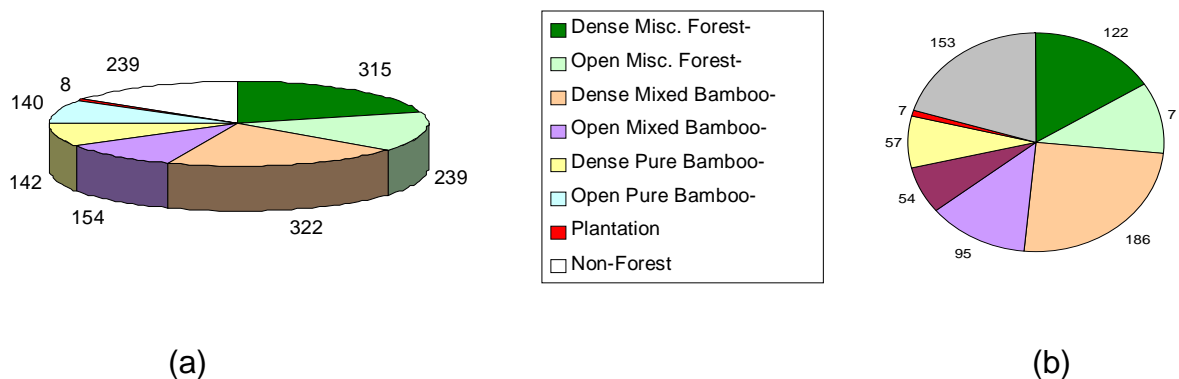 239
315
8
140
142
154
322
239
Dense Misc. Forest-
Open Misc. Forest-
Dense Mixed Bamboo-
Open Mixed Bamboo-
Dense Pure Bamboo-
Open Pure Bamboo-
Plantation
Non-Forest
153
122
7
7
57
54
95
186
(a)
(b)